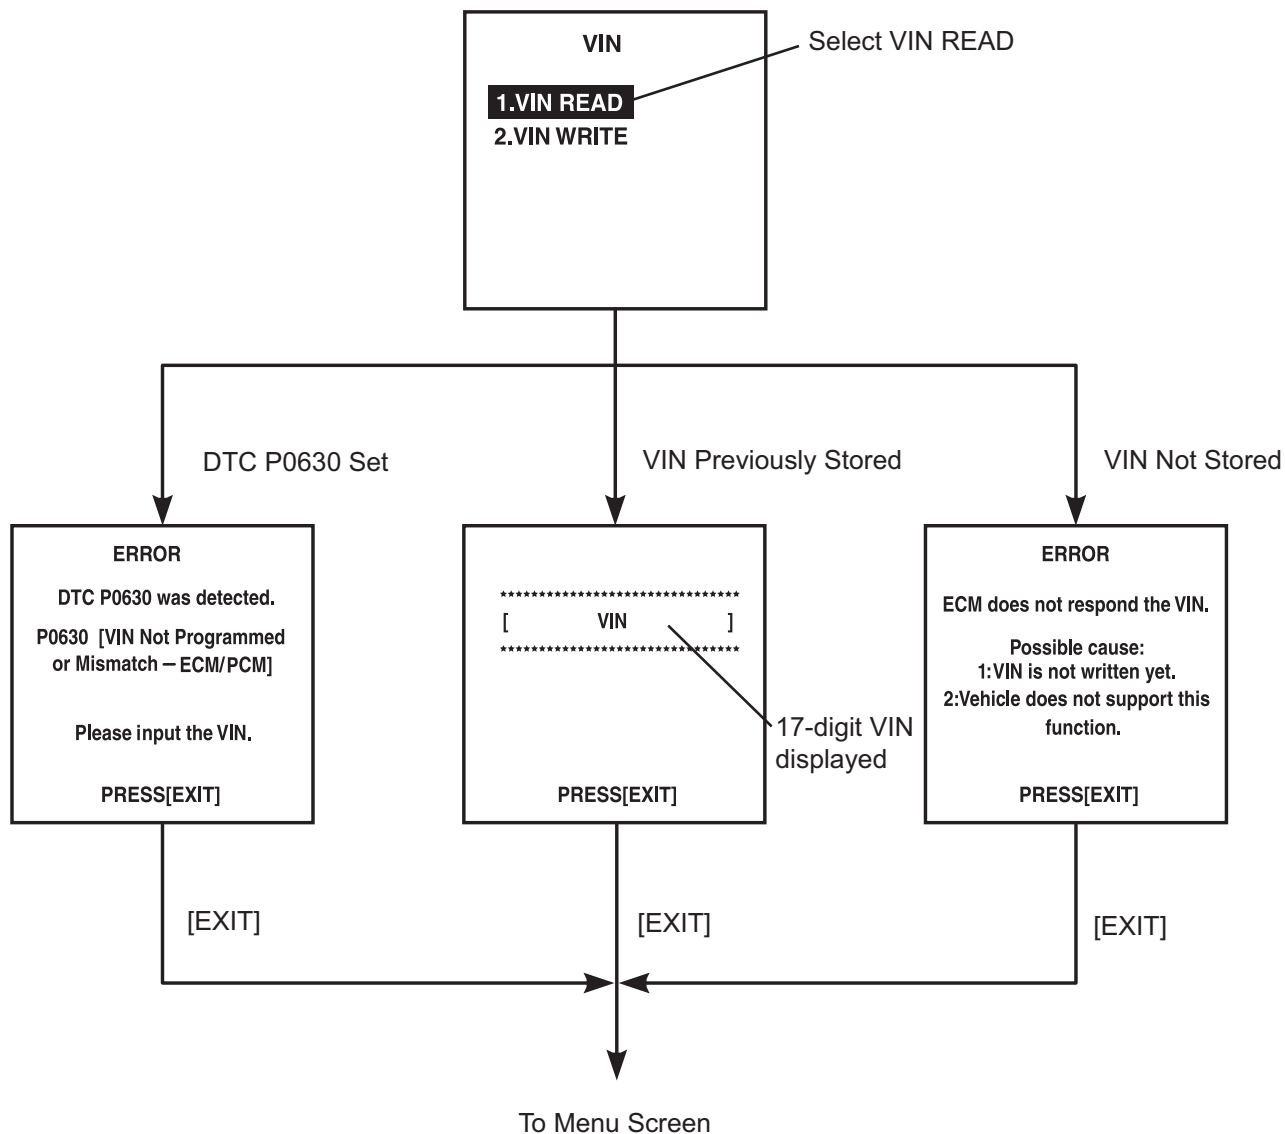 VIN
Select VIN READ
1.VIN READ
2.VIN WRITE
DTC P0630 Set
VIN Previously Stored
VIN Not Stored
ERROR
DTC P0630 was detected.
P0630 [VIN Not Programmed
or Mismatch – ECM/PCM]
Please input the VIN.
PRESS[EXIT]
*******************************
[ VIN ]
*******************************
17-digit VIN
displayed
PRESS[EXIT]
ERROR
ECM does not respond the VIN.
Possible cause:
1:VIN is not written yet.
2:Vehicle does not support this
function.
PRESS[EXIT]
[EXIT]
[EXIT]
[EXIT]
To Menu Screen